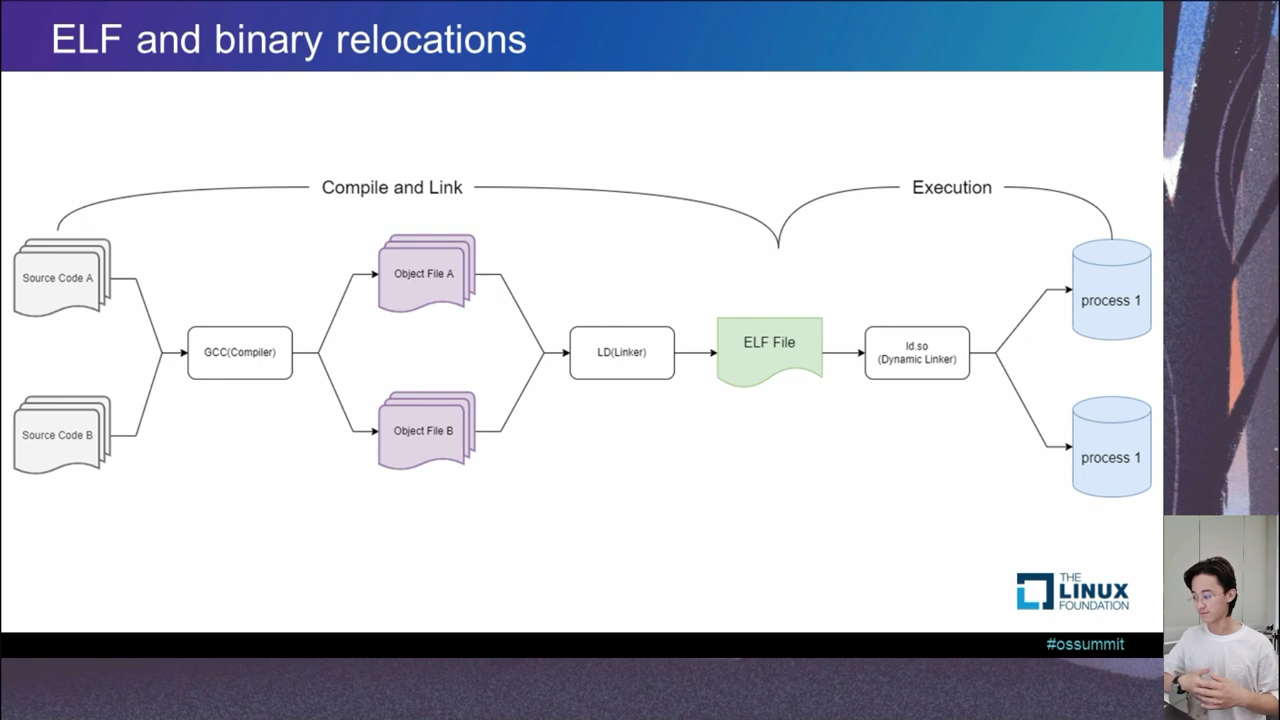 ELF and binary relocations
Compile and Link
Execution
Source Code A
Source Code B
GCC(Compiler)
Object File A
Object File B
LD(Linker)
ELF File
ld.so
(Dynamic Linker)
process 1
process 1
THE
LINUX
FOUNDATION
#ossummit